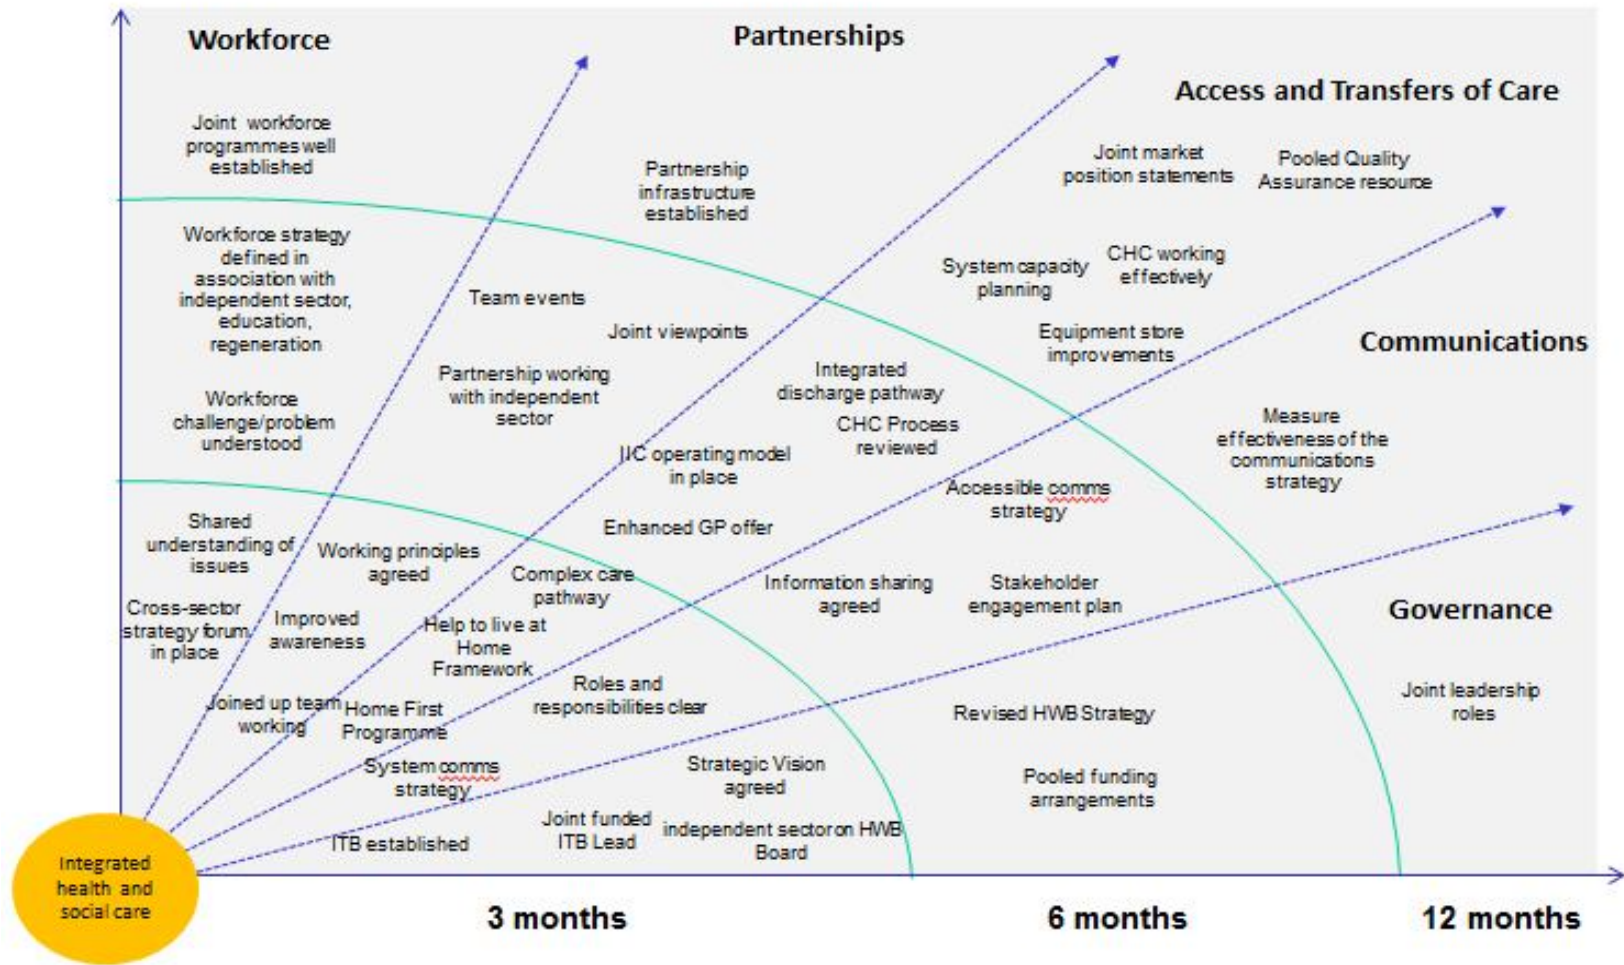 Workforce
Partnerships
Access and Transfers of Care
Joint workforce
programmes well
established
Partnership
infrastructure
established
Joint market
position statements
Pooled Quality
Assurance resource
Workforce strategy
defined in
association with
independent sector,
education,
regeneration
Team events
Joint viewpoints
System capacity
planning
CHC working
effectively
Equipment store
improvements
Communications
Workforce
challenge/problem
understood
Partnership working
with independent
sector
Integrated
discharge pathway
CHC Process
reviewed
IIC operating model
in place
Measure
effectiveness of the
communications
strategy
Accessible comms
strategy
Shared
understanding of
issues
Working principles
agreed
Enhanced GP offer
Complex care
pathway
Information sharing
agreed
Stakeholder
engagement plan
Governance
Cross-sector
strategy forum
in place
Improved
awareness
Help to live at
Home
Framework
Roles and
responsibilities clear
Joined up team
working
Home First
Programme
Revised HWB Strategy
Joint leadership
roles
System comms
strategy
Strategic Vision
agreed
Pooled funding
arrangements
ITB established
Joint funded
ITB Lead
independent sector on HWB
Board
Integrated
health and
social care
3 months
6 months
12 months